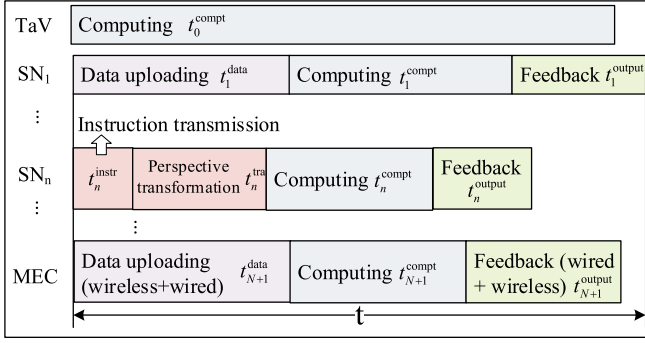 TaV Computing t_0^compt
SN_1 Data uploading t_1^data Computing t_1^compt Feedback t_1^output
⋮
Instruction transmission
SN_n t_n^instr Perspective transformation t_n^tra Computing t_n^compt Feedback t_n^output
⋮
⋮
MEC Data uploading (wireless+wired) t_{N+1}^data Computing t_{N+1}^compt Feedback (wired + wireless) t_{N+1}^output
t